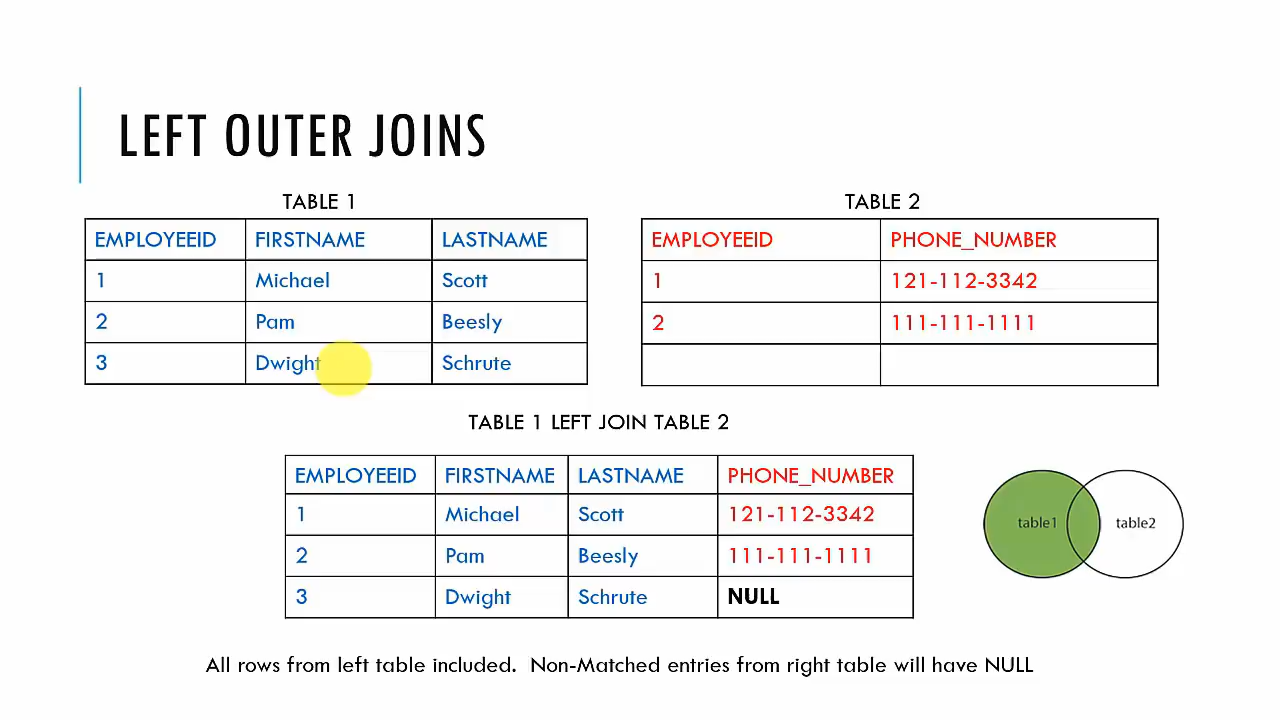 LEFT OUTER JOINS
TABLE 1
EMPLOYEEID FIRSTNAME LASTNAME
1 Michael Scott
2 Pam Beesly
3 Dwight Schrute
TABLE 2
EMPLOYEEID PHONE_NUMBER
1 121-112-3342
2 111-111-1111
TABLE 1 LEFT JOIN TABLE 2
EMPLOYEEID FIRSTNAME LASTNAME PHONE_NUMBER
1 Michael Scott 121-112-3342
2 Pam Beesly 111-111-1111
3 Dwight Schrute NULL
table1 table2
All rows from left table included. Non-Matched entries from right table will have NULL